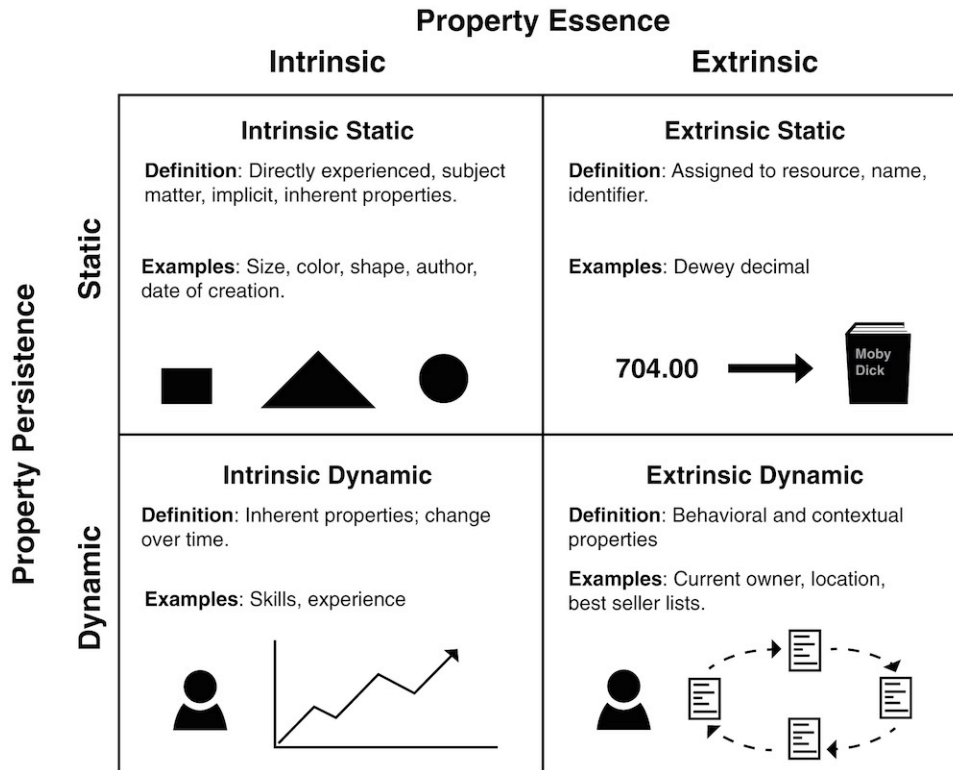 Property Essence
Intrinsic
Extrinsic
Property Persistence
Static
Dynamic
Intrinsic Static
Definition: Directly experienced, subject
matter, implicit, inherent properties.
Examples: Size, color, shape, author,
date of creation.
Extrinsic Static
Definition: Assigned to resource, name,
identifier.
Examples: Dewey decimal
704.00
Moby
Dick
Intrinsic Dynamic
Definition: Inherent properties; change
over time.
Examples: Skills, experience
Extrinsic Dynamic
Definition: Behavioral and contextual
properties
Examples: Current owner, location,
best seller lists.